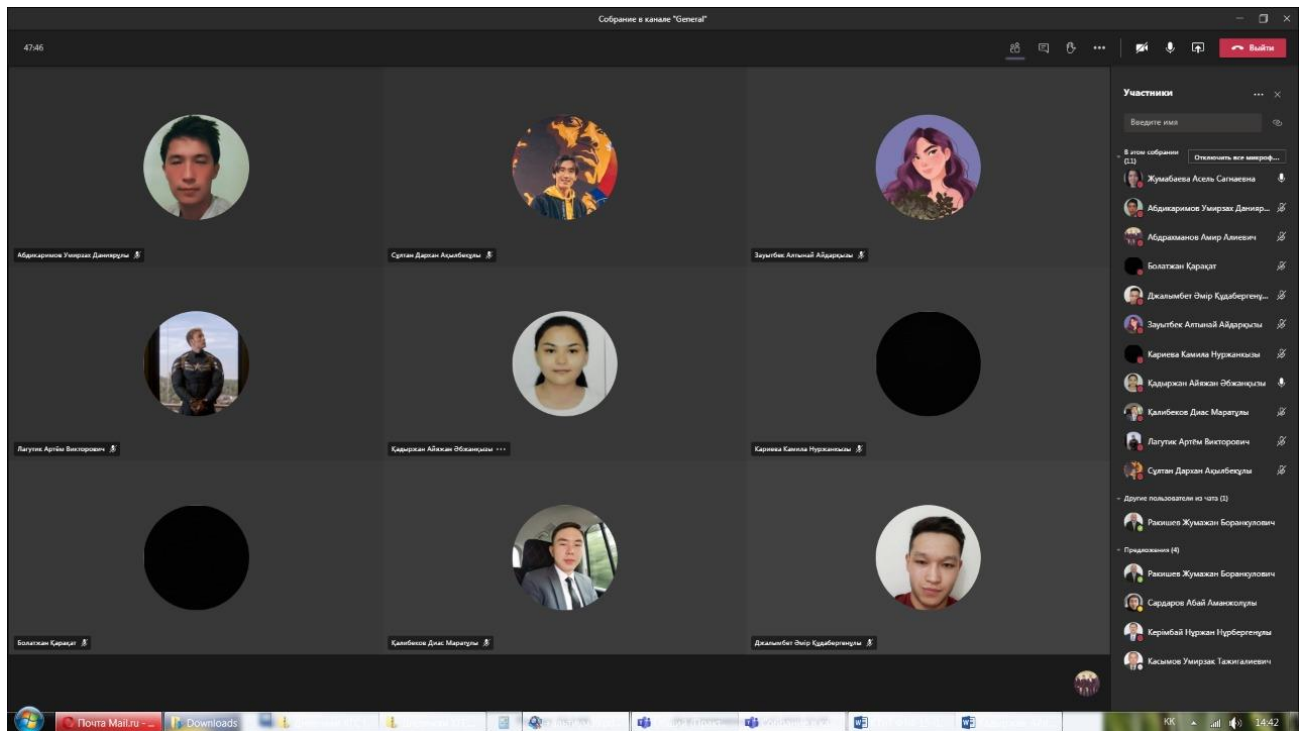 Собрание в канале "General"
47:46
Выйти
Абдикаримов Умирзах Даниярұлы
Сұлтан Дархан Ақылбекұлы
Зауытбек Алтынай Айдарқызы
Лагутик Артём Викторович
Қадыржан Айяжан Әбжанқызы
Кариева Камила Нуржанкызы
Болатжан Қарақат
Қалибеков Диас Маратұлы
Джалымбет Әмір Құдабергенұлы
Участники
Введите имя
В этом собрании (11)
Отключить все микроф...
Жумабаева Асель Сагнаевна
Абдикаримов Умирзах Данияр...
Абдрахманов Амир Алиевич
Болатжан Қарақат
Джалымбет Әмір Құдабергену...
Зауытбек Алтынай Айдарқызы
Кариева Камила Нуржанкызы
Қадыржан Айяжан Әбжанқызы
Қалибеков Диас Маратұлы
Лагутик Артём Викторович
Сұлтан Дархан Ақылбекұлы
Другие пользователи из чата (1)
Ракишев Жумажан Боранкулович
Предложения (4)
Ракишев Жумажан Боранкулович
Сардаров Абай Аманжолұлы
Керімбай Нұржан Нұрбергенұлы
Касымов Умирзак Тажигалиевич
Почта Mail.ru - ...
Downloads
KK
14:42